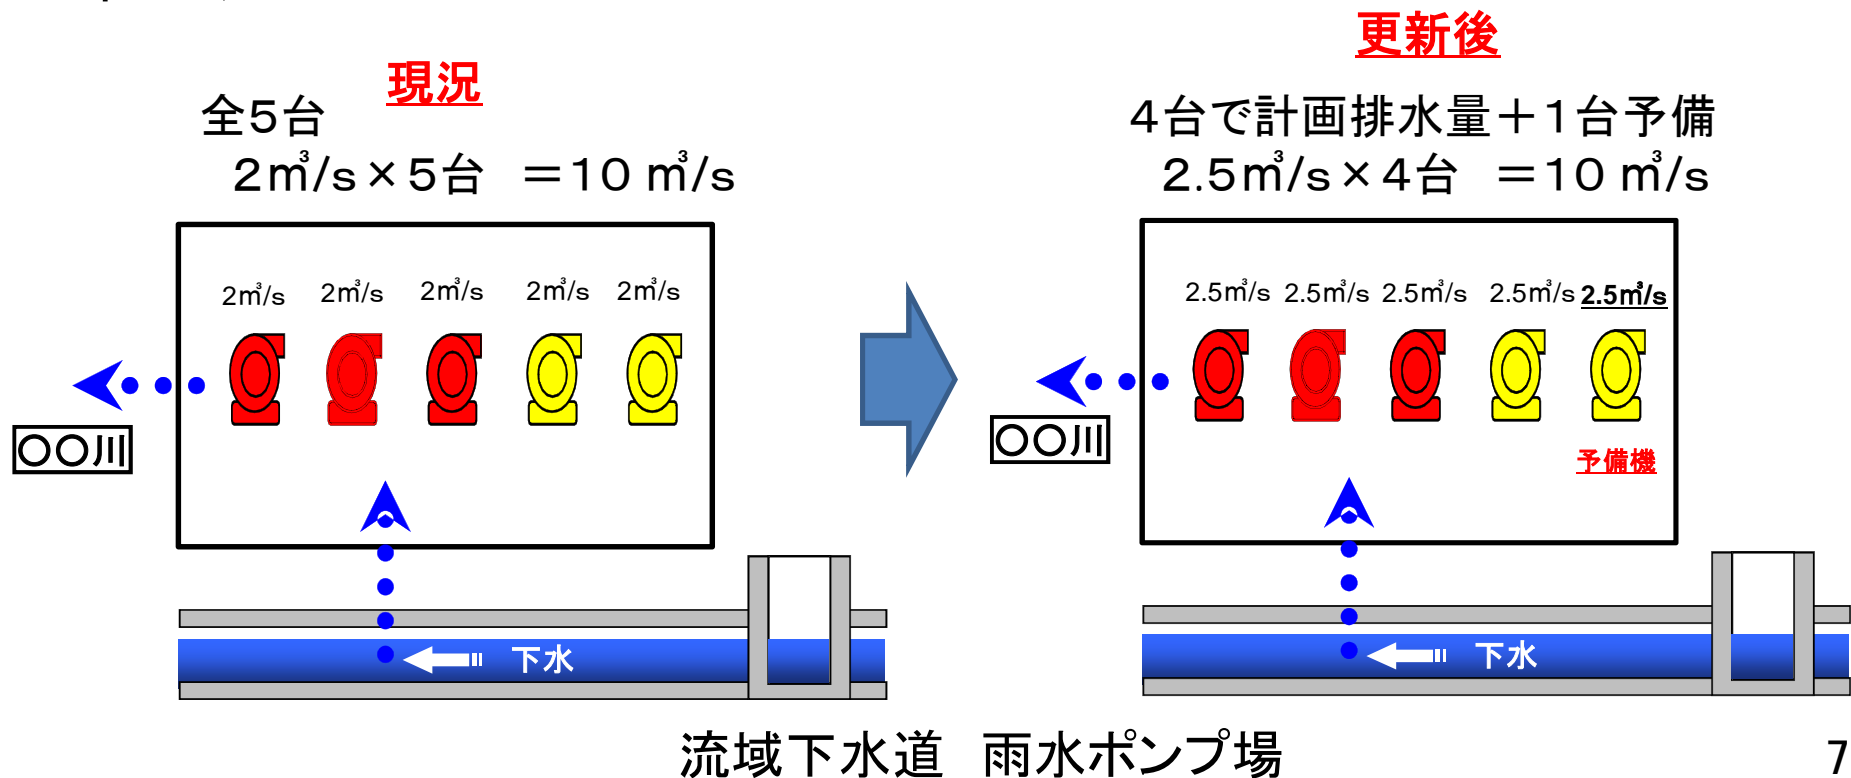 現況
全5台
2㎥/s×5台 =10 ㎥/s
2㎥/s 2㎥/s 2㎥/s 2㎥/s 2㎥/s
〇〇川
下水
更新後
4台で計画排水量+1台予備
2.5㎥/s×4台 =10 ㎥/s
2.5㎥/s 2.5㎥/s 2.5㎥/s 2.5㎥/s 2.5㎥/s
〇〇川
予備機
下水
流域下水道 雨水ポンプ場
7